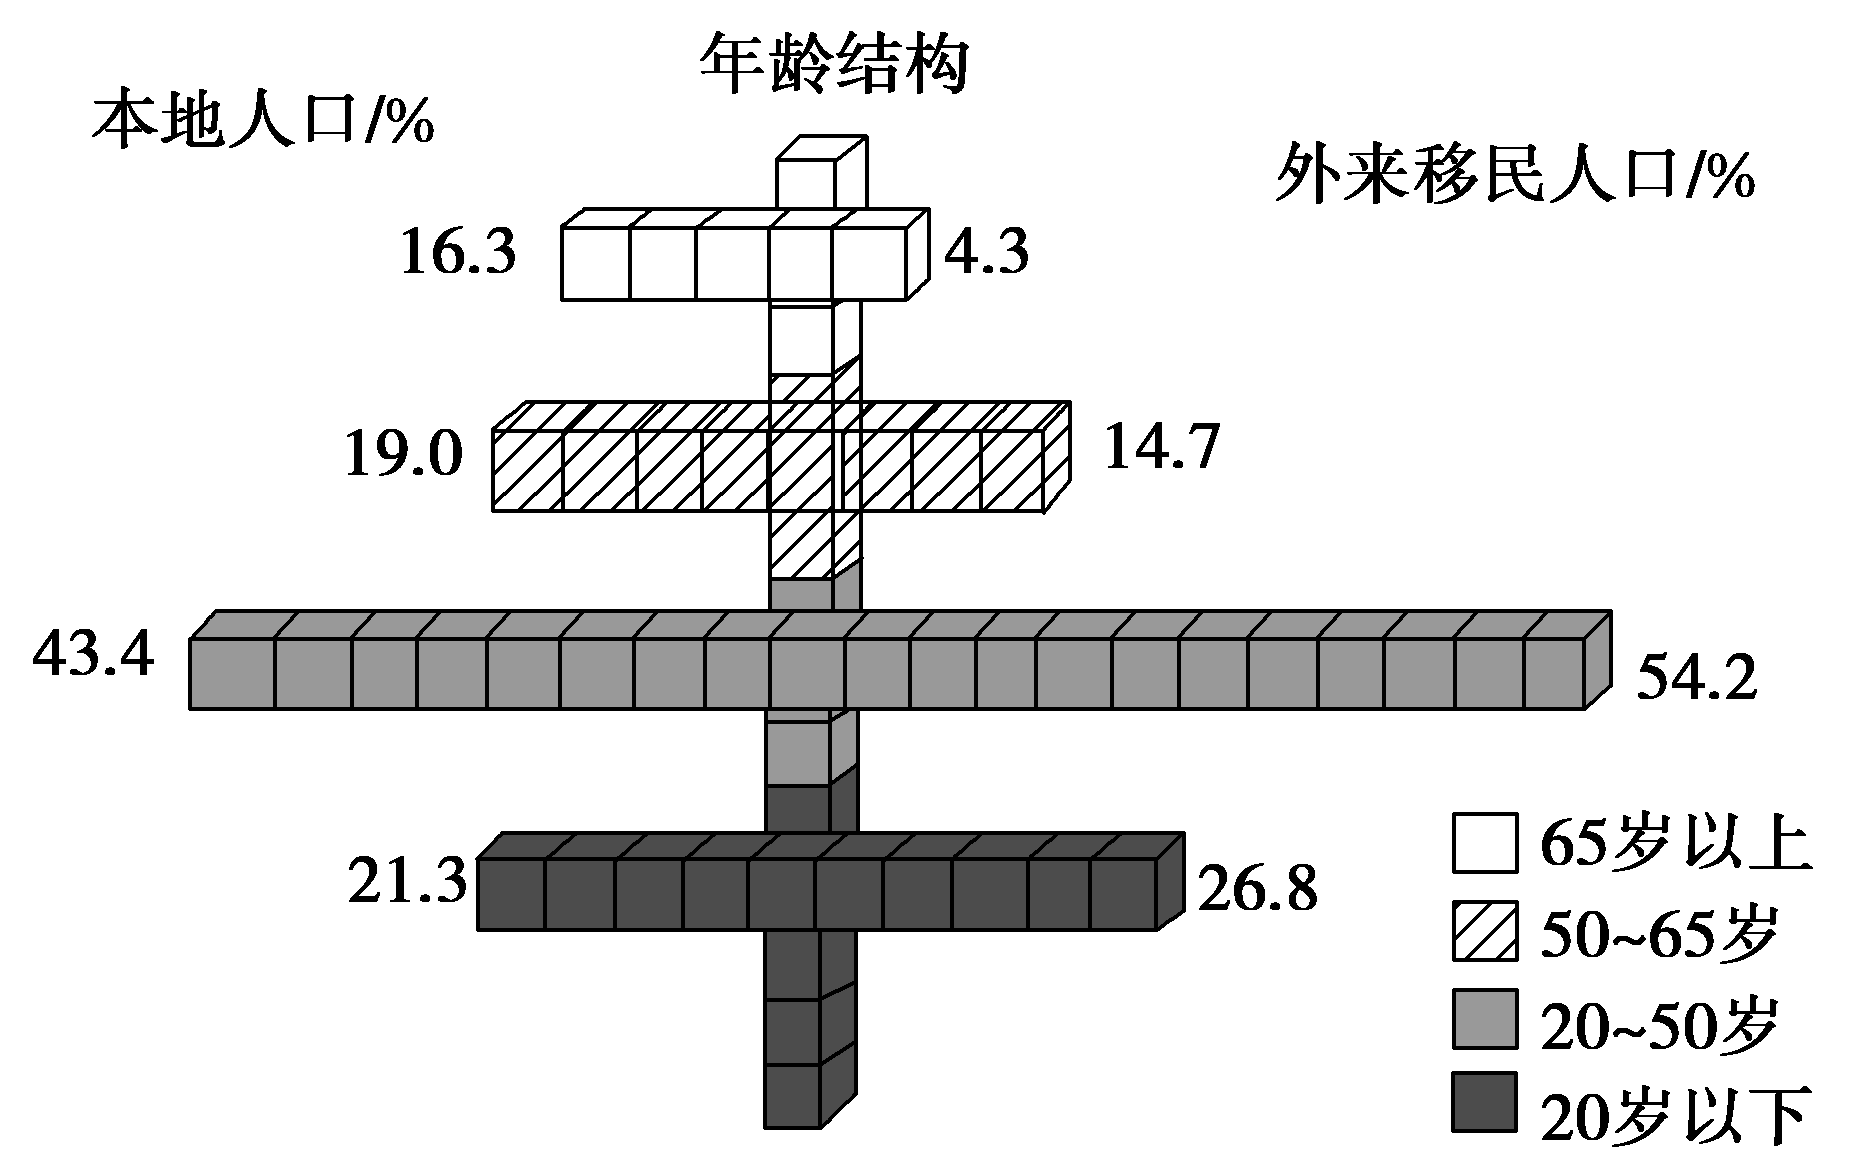 年龄结构
本地人口/%
外来移民人口/%
16.3
4.3
19.0
14.7
43.4
54.2
21.3
26.8
65岁以上
50~65岁
20~50岁
20岁以下